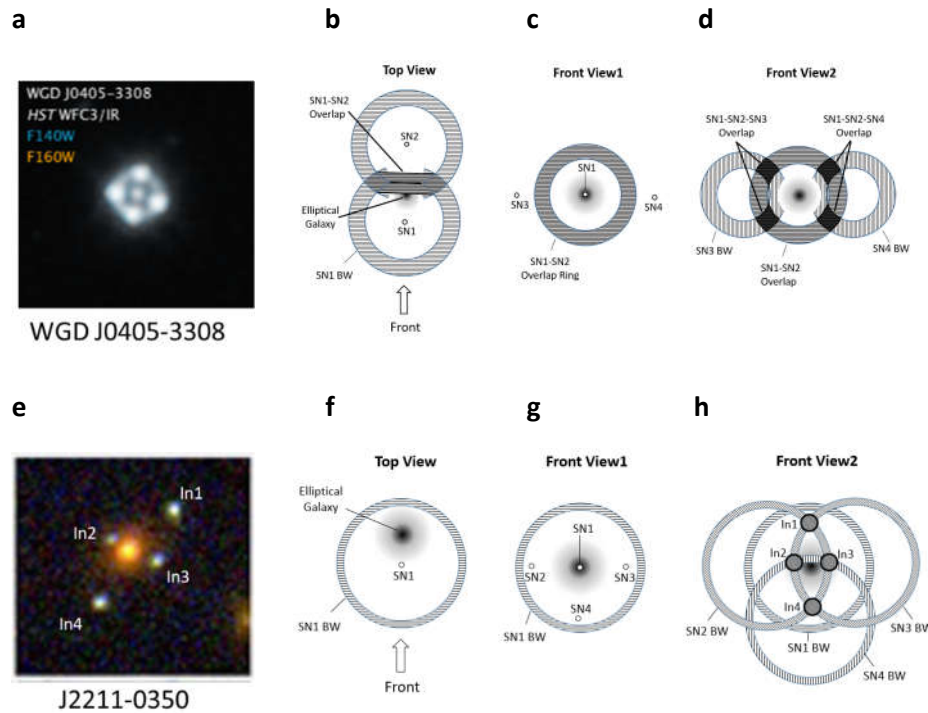 a
b
c
d
WGD J0405−3308
HST WFC3/IR
F140W
F160W
WGD J0405-3308
Top View
SN1-SN2
Overlap
SN2
Elliptical
Galaxy
SN1
SN1 BW
Front
Front View1
SN1
SN3
SN4
SN1-SN2
Overlap Ring
Front View2
SN1-SN2-SN3
Overlap
SN1-SN2-SN4
Overlap
SN3 BW
SN4 BW
SN1-SN2
Overlap
e
f
g
h
In1
In2
In3
In4
J2211-0350
Top View
Elliptical
Galaxy
SN1
SN1 BW
Front
Front View1
SN1
SN2
SN3
SN4
SN1 BW
Front View2
In1
In2
In3
In4
SN2 BW
SN1 BW
SN3 BW
SN4 BW